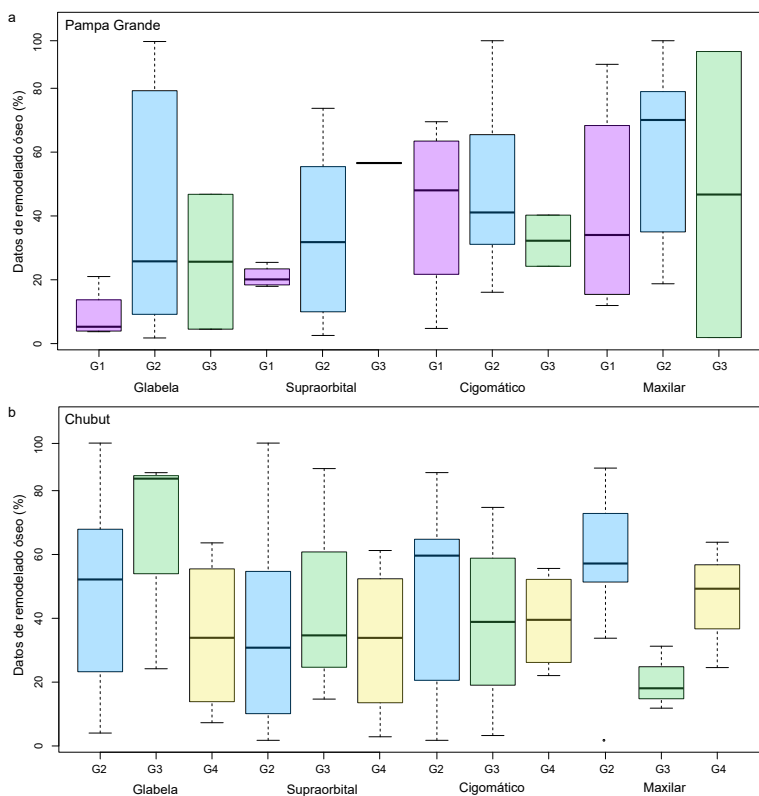 a
Pampa Grande
Datos de remodelado óseo (%)
100
80
60
40
20
0
G1 G2 G3 G1 G2 G3 G1 G2 G3 G1 G2 G3
Glabela Supraorbital Cigomático Maxilar
b
Chubut
Datos de remodelado óseo (%)
100
80
60
40
20
0
G2 G3 G4 G2 G3 G4 G2 G3 G4 G2 G3 G4
Glabela Supraorbital Cigomático Maxilar